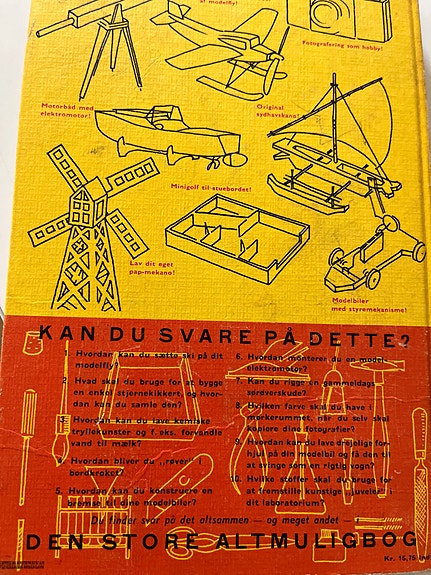 af modelfly!
Fotografering som hobby!
Motorbåd med
elektromotor!
Original
sydhavskano!
Minigolf til stuebordet!
Lav dit eget
pap-mekano!
Modelbiler
med styremekanisme!
KAN DU SVARE PÅ DETTE?
1. Hvordan kan du sætte ski på dit
modelfly?
2. Hvad skal du bruge for at bygge
en enkel stjernekikkert, og hvor-
dan kan du samle den?
3. Hvordan kan du lave kemiske
tryllekunster og f. eks. forvandle
vand til mælk?
4. Hvordan bliver du „røver" i
bordkroket?
5. Hvordan kan du konstruere en
bremse til dine modelbiler?
6. Hvordan monterer du en model-
elektromotor?
7. Kan du rigge en gammeldags
sørøverskude?
8. Hvilken farve skal du have i
mørkerummet, når du selv skal
kopiere dine fotografier?
9. Hvordan kan du lave drejelige for-
hjul på din modelbil og få den til
at svinge som en rigtig vogn?
10. Hvilke stoffer skal du bruge for
at fremstille kunstige „juveler" i
dit laboratorium?
Du finder svar på det altsammen — og meget andet — i
DEN STORE ALTMULIGBOG
Kr. 15,75